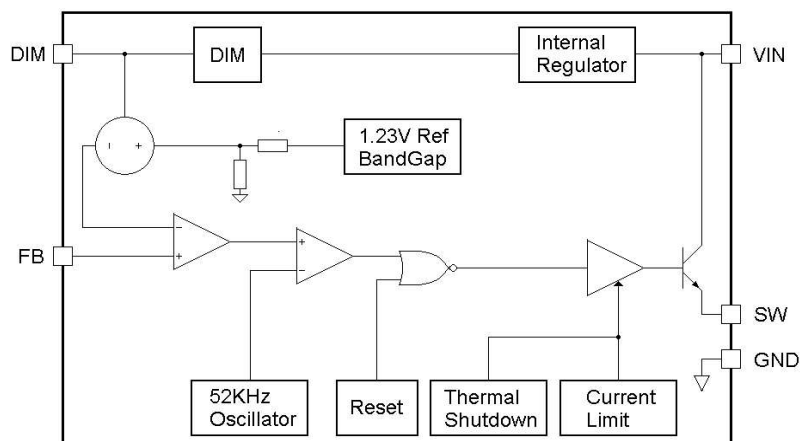 DIM
DIM
Internal
Regulator
VIN
- +
1.23V Ref
BandGap
FB
-
+
+
-
SW
GND
52KHz
Oscillator
Reset
Thermal
Shutdown
Current
Limit